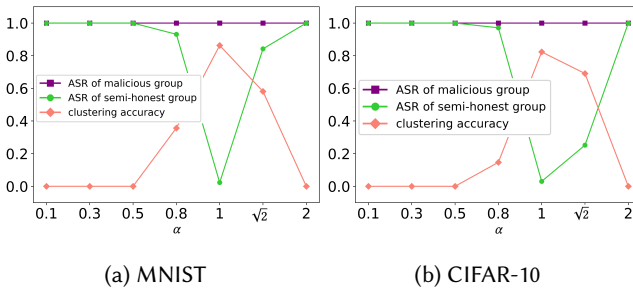 1.0
0.8
0.6
0.4
0.2
0.0
ASR of malicious group
ASR of semi-honest group
clustering accuracy
0.1 0.3 0.5 0.8 1 √2 2
α
(a) MNIST
1.0
0.8
0.6
0.4
0.2
0.0
ASR of malicious group
ASR of semi-honest group
clustering accuracy
0.1 0.3 0.5 0.8 1 √2 2
α
(b) CIFAR-10